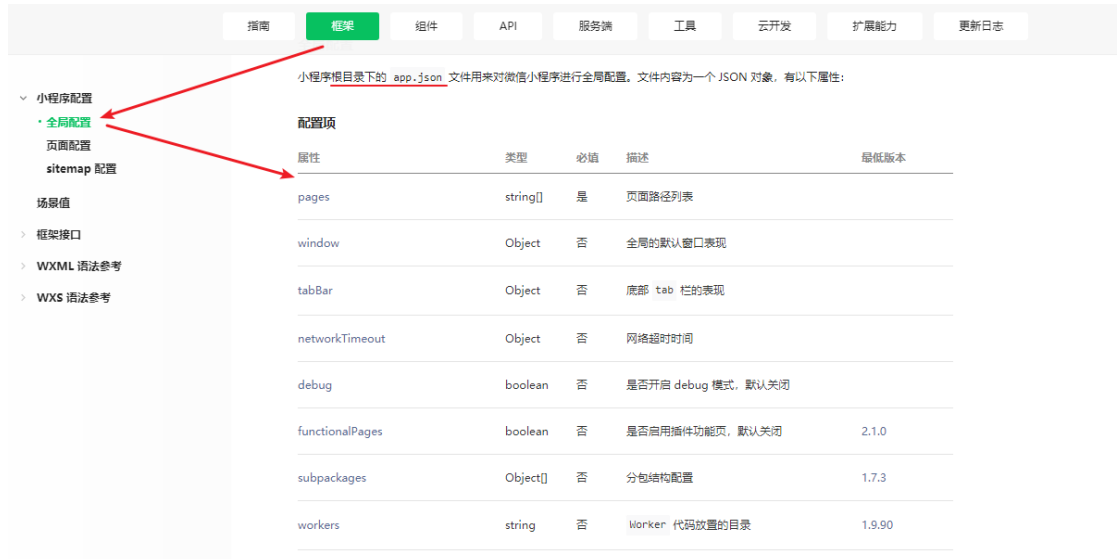 指南 框架 组件 API 服务端 工具 云开发 扩展能力 更新日志
小程序根目录下的 app.json 文件用来对微信小程序进行全局配置。文件内容为一个 JSON 对象，有以下属性：
小程序配置
全局配置
页面配置
sitemap 配置
场景值
框架接口
WXML 语法参考
WXS 语法参考
配置项
属性 类型 必填 描述 最低版本
pages string[] 是 页面路径列表
window Object 否 全局的默认窗口表现
tabBar Object 否 底部 tab 栏的表现
networkTimeout Object 否 网络超时时间
debug boolean 否 是否开启 debug 模式，默认关闭
functionalPages boolean 否 是否启用插件功能页，默认关闭 2.1.0
subpackages Object[] 否 分包结构配置 1.7.3
workers string 否 Worker 代码放置的目录 1.9.90